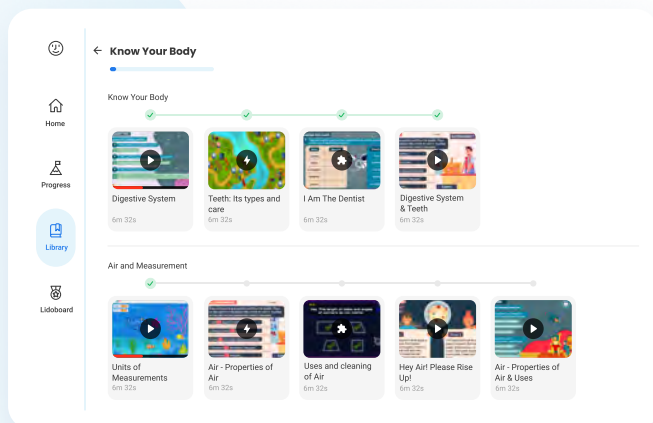 Know Your Body
Home
Progress
Library
Lidoboard
Know Your Body
Digestive System
6m 32s
Teeth: Its types and
care
6m 32s
I Am The Dentist
6m 32s
Digestive System
& Teeth
6m 32s
Air and Measurement
Units of
Measurements
6m 32s
Air - Properties of
Air
6m 32s
Uses and cleaning
of Air
6m 32s
Hey Air! Please Rise
Up!
6m 32s
Air - Properties of
Air & Uses
6m 32s